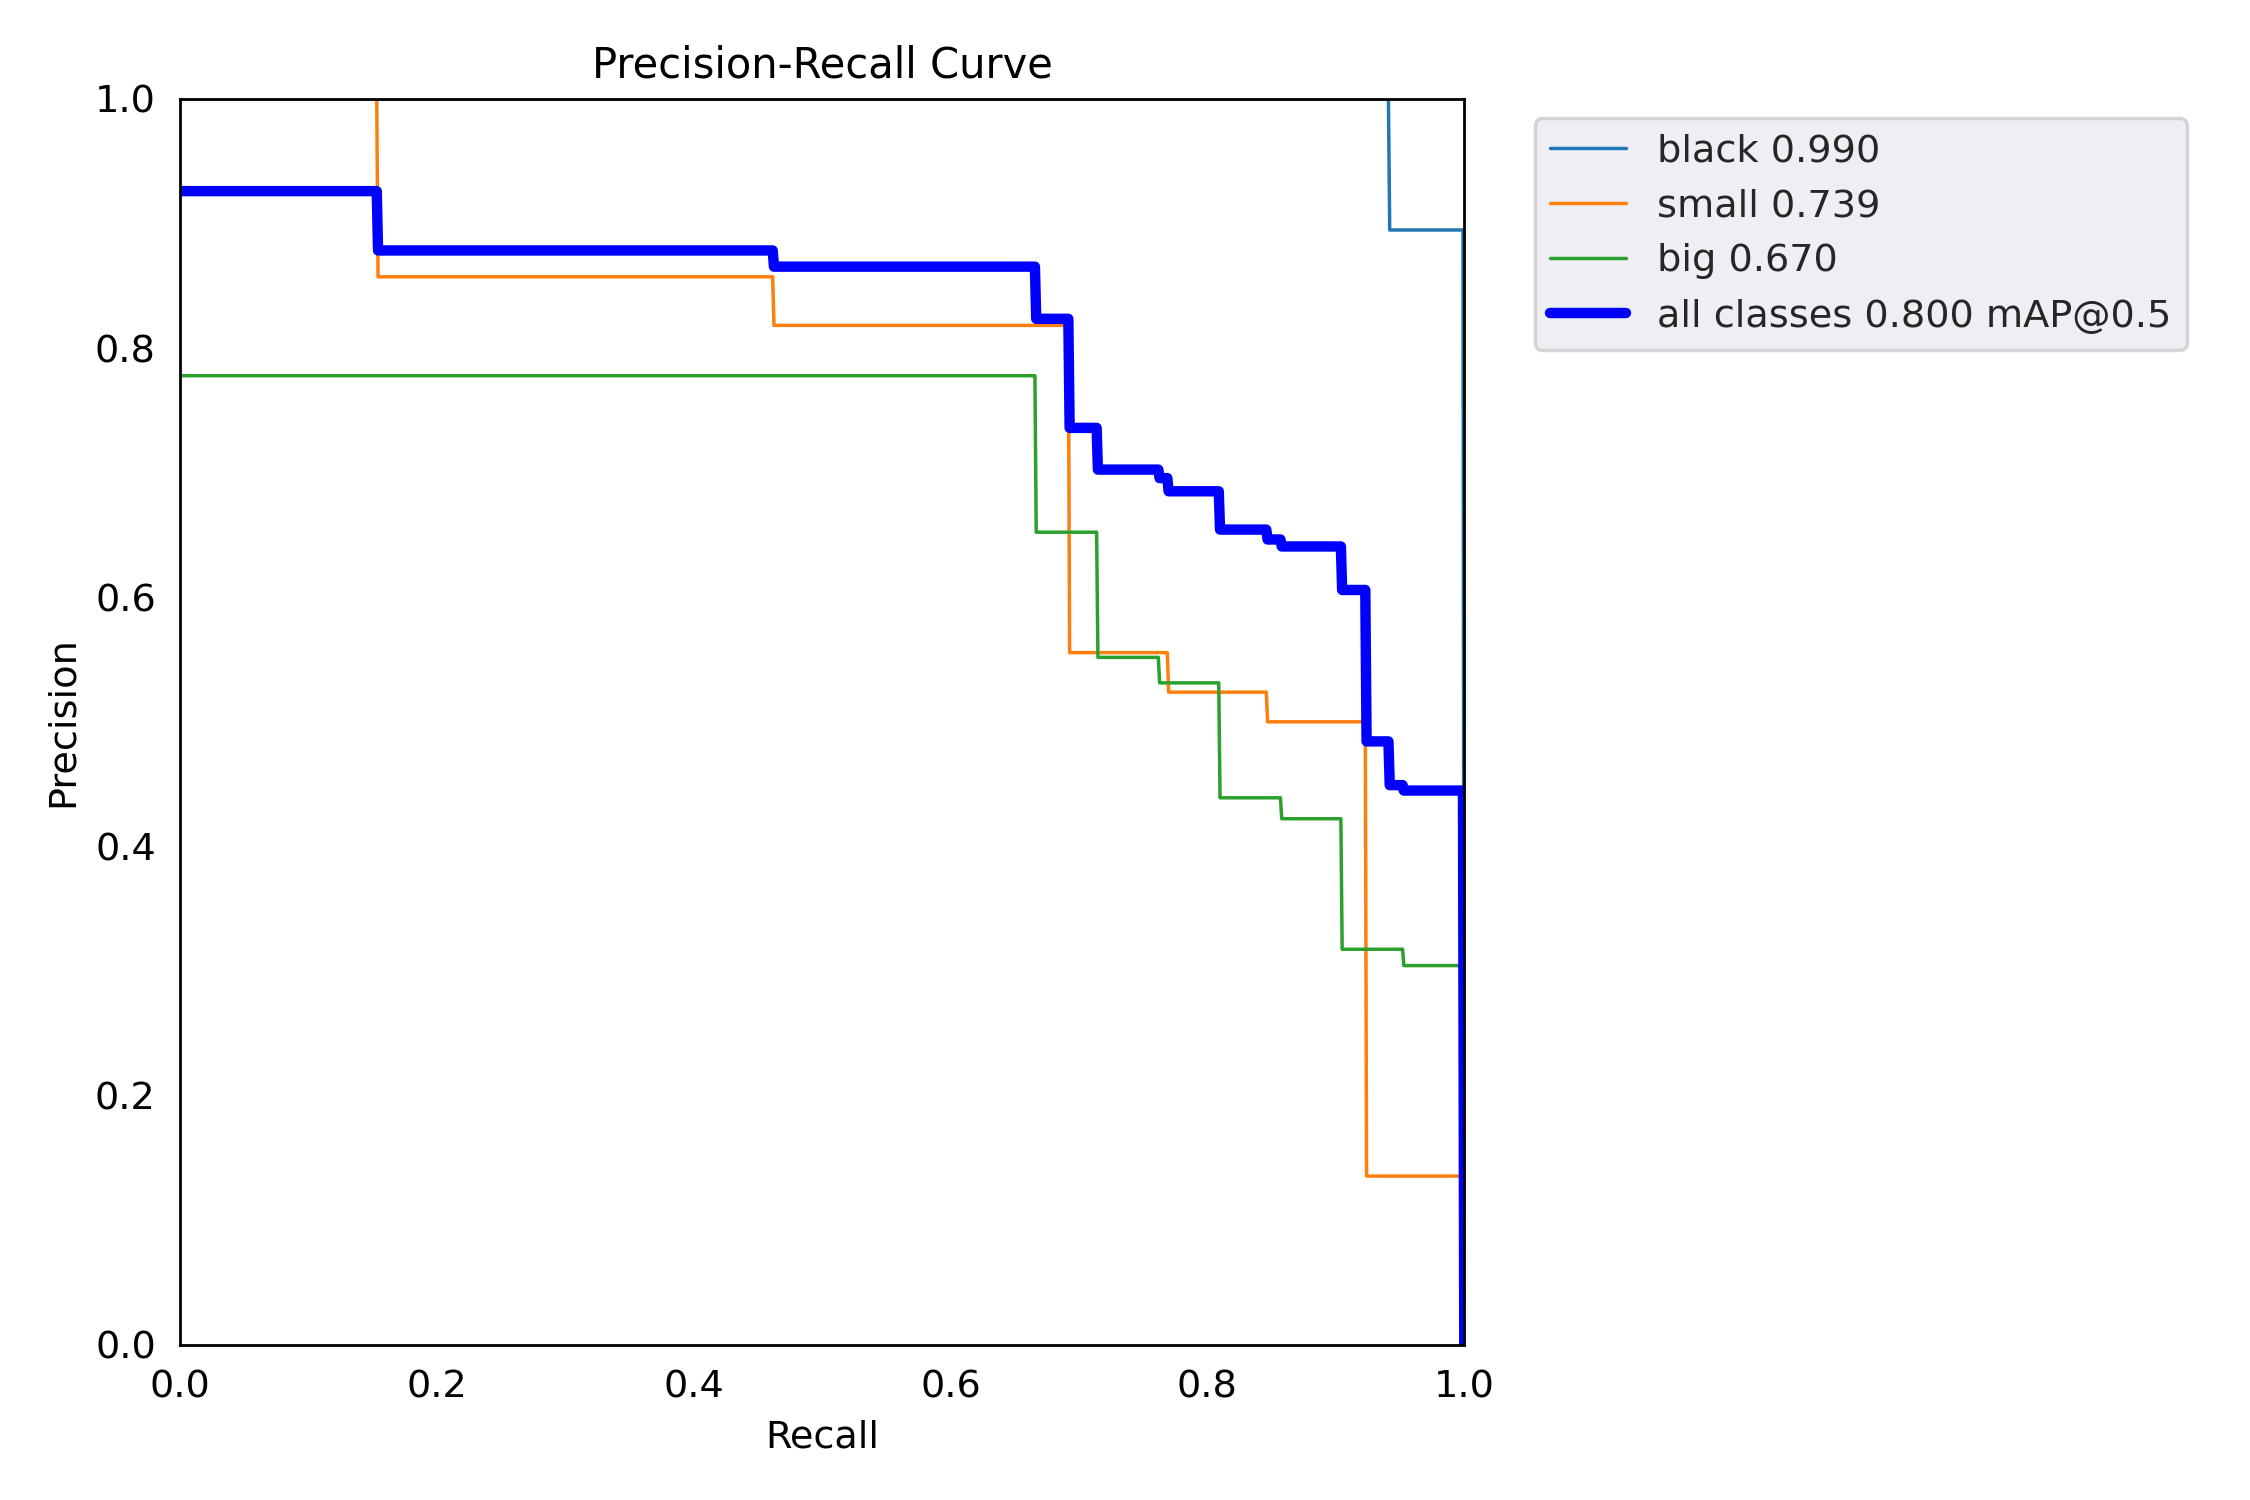 Precision-Recall Curve
1.0
0.8
0.6
0.4
0.2
0.0
Precision
0.0 0.2 0.4 0.6 0.8 1.0
Recall
black 0.990
small 0.739
big 0.670
all classes 0.800 mAP@0.5